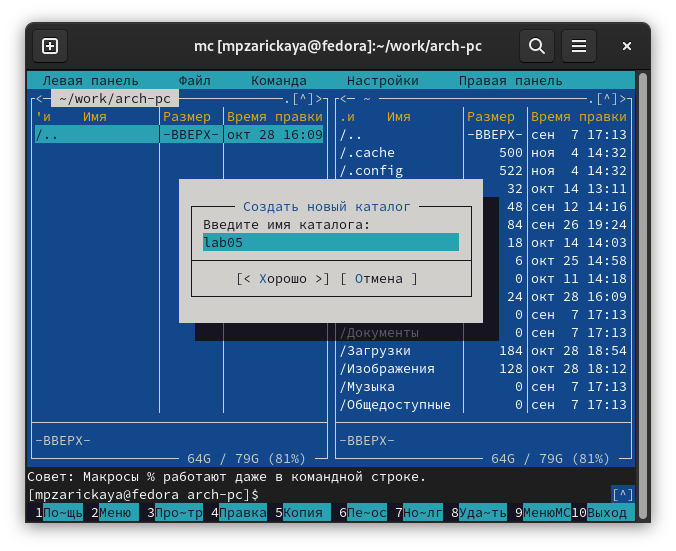 mc [mpzarickaya@fedora]:~/work/arch-pc
Левая панель Файл Команда Настройки Правая панель
<─ ~/work/arch-pc .[^]> <─ ~ .[^]>
'и Имя Размер Время правки .и Имя Размер Время правки
/.. -ВВЕРХ- окт 28 16:09 /.. -ВВЕРХ- сен 7 17:13
/.cache 500 ноя 4 14:32
/.config 522 ноя 4 14:32
32 окт 14 13:11
Создать новый каталог 48 сен 12 14:16
Введите имя каталога: 84 сен 26 19:24
lab05 18 окт 14 14:03
6 окт 25 14:58
[< Хорошо >] [ Отмена ] 0 окт 11 14:18
24 окт 28 16:09
0 сен 7 17:13
/Документы 0 сен 7 17:13
/Загрузки 184 окт 28 18:54
/Изображения 128 окт 28 18:12
/Музыка 0 сен 7 17:13
/Общедоступные 0 сен 7 17:13
-ВВЕРХ- -ВВЕРХ-
64G / 79G (81%) 64G / 79G (81%)
Совет: Макросы % работают даже в командной строке.
[mpzarickaya@fedora arch-pc]$ [^]
1По~щь 2Меню 3Про~тр 4Правка 5Копия 6Пе~ос 7Но~лг 8Уда~ть 9МенюMC 10Выход